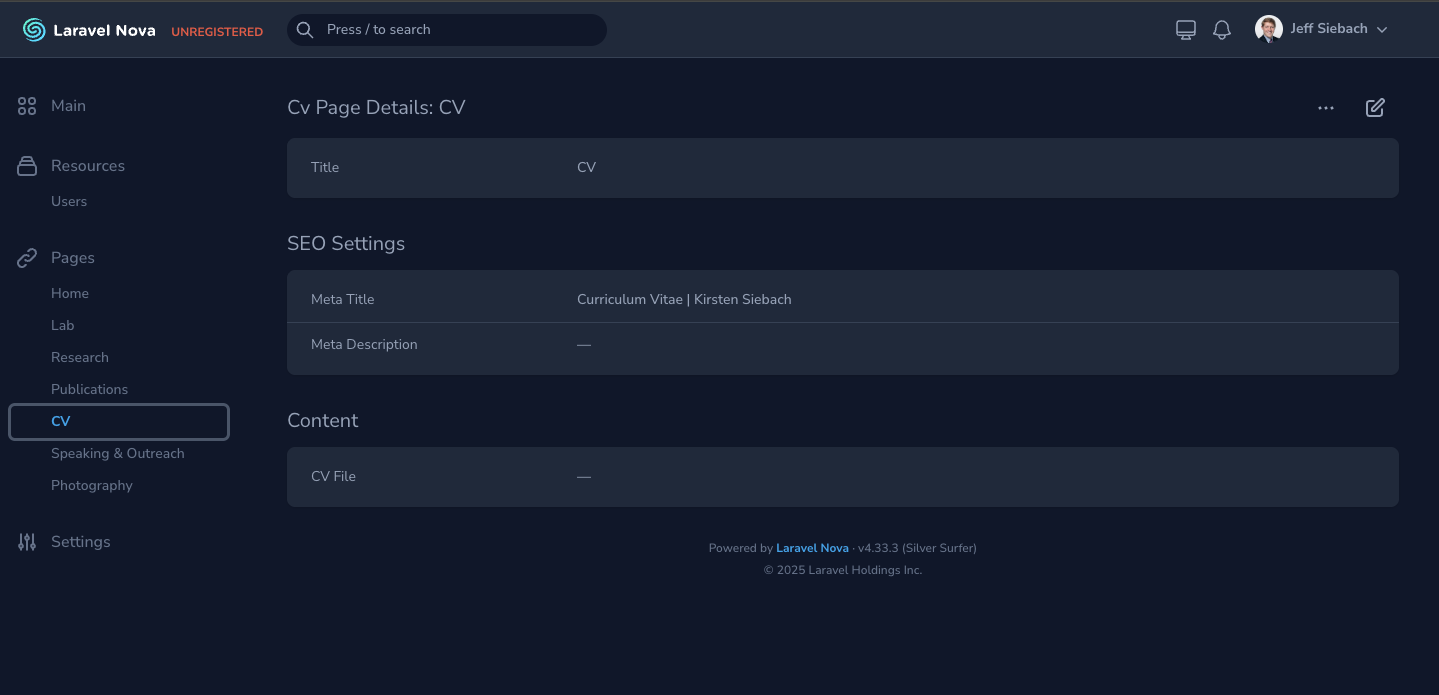 Laravel Nova UNREGISTERED Press / to search Jeff Siebach
Main
Resources
Users
Pages
Home
Lab
Research
Publications
CV
Speaking & Outreach
Photography
Settings
Cv Page Details: CV
Title CV
SEO Settings
Meta Title Curriculum Vitae | Kirsten Siebach
Meta Description —
Content
CV File —
Powered by Laravel Nova · v4.33.3 (Silver Surfer)
© 2025 Laravel Holdings Inc.